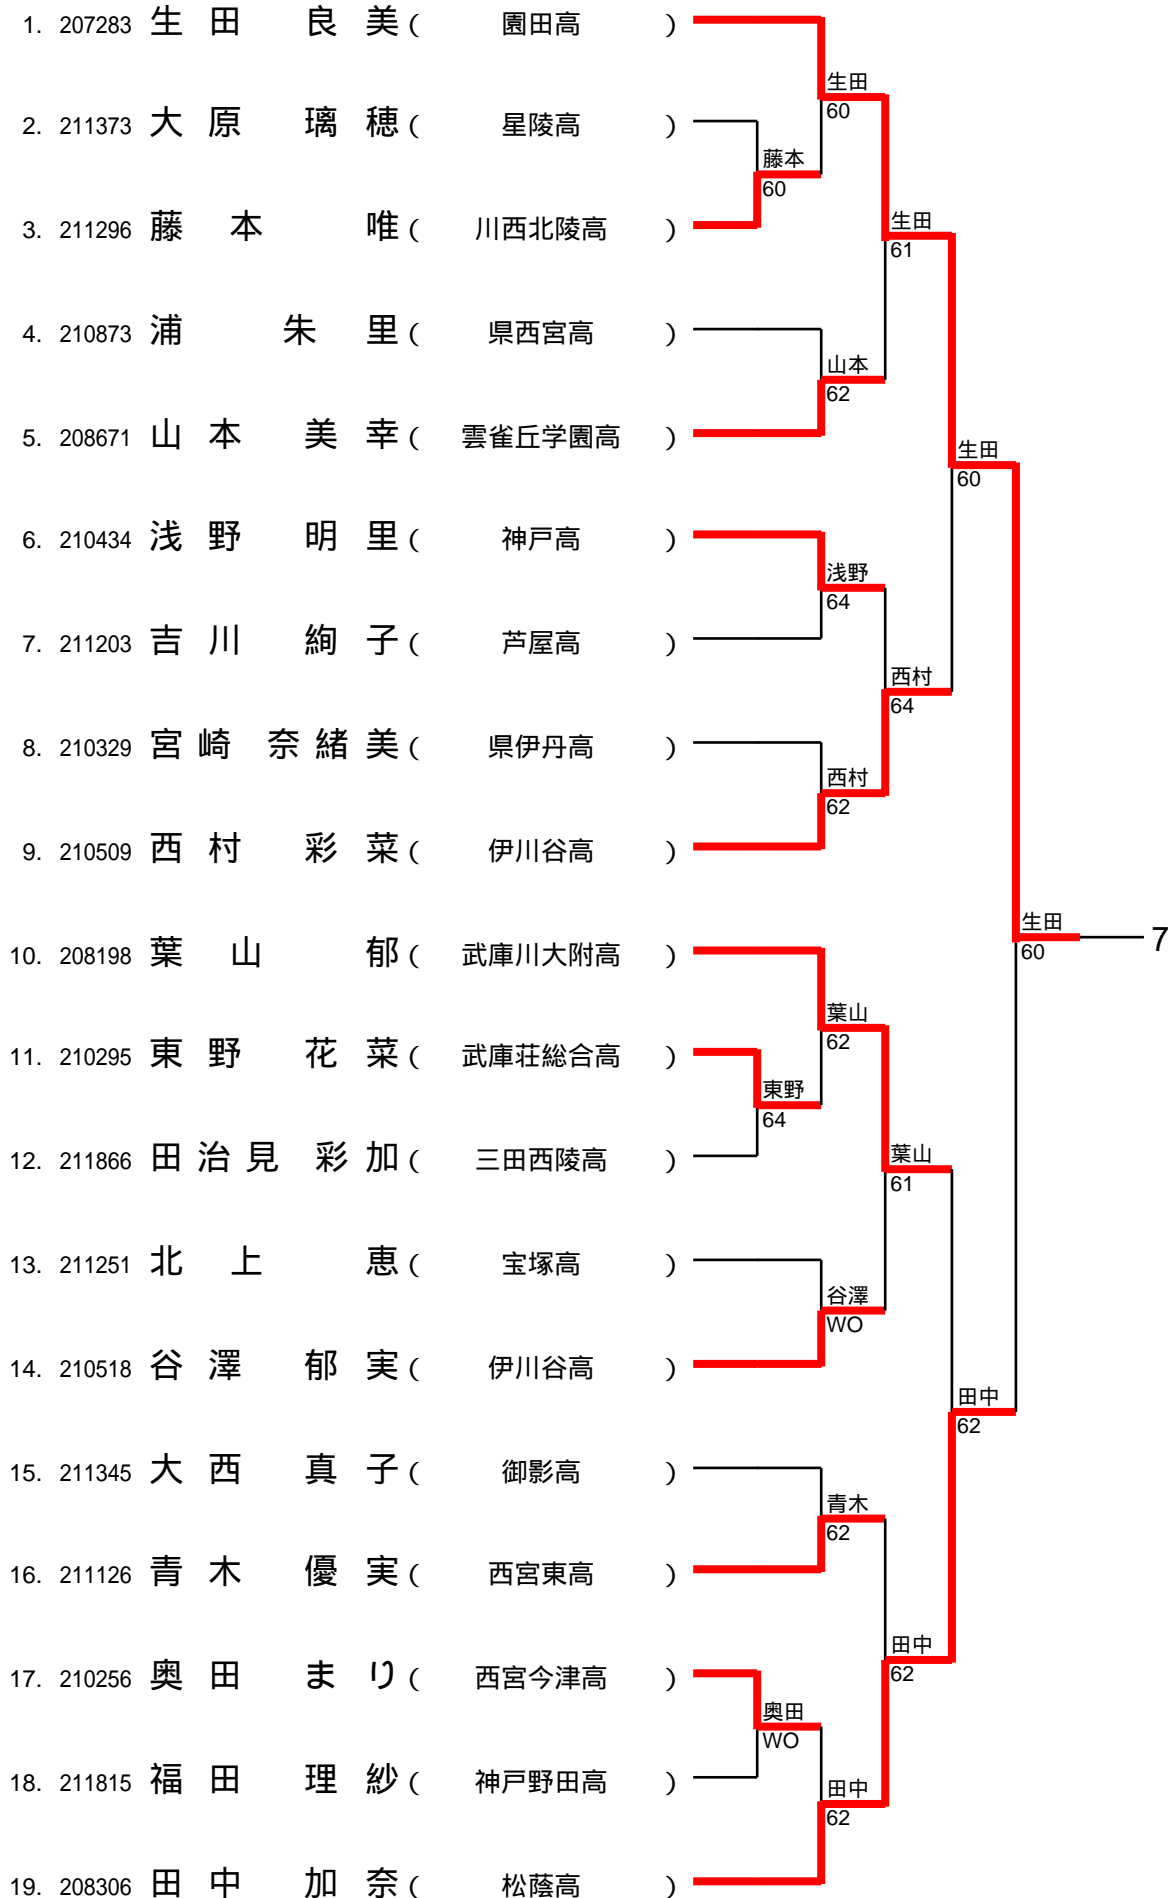 1. 207283 生田 良美 ( 園田高 )
生田
60
2. 211373 大原 璃穂 ( 星陵高 )
藤本
60
3. 211296 藤本 唯 ( 川西北陵高 )
生田
61
4. 210873 浦 朱里 ( 県西宮高 )
山本
62
5. 208671 山本 美幸 ( 雲雀丘学園高 )
生田
60
6. 210434 浅野 明里 ( 神戸高 )
浅野
64
7. 211203 吉川 絢子 ( 芦屋高 )
西村
64
8. 210329 宮崎 奈緒美 ( 県伊丹高 )
西村
62
9. 210509 西村 彩菜 ( 伊川谷高 )
生田
60
7
10. 208198 葉山 郁 ( 武庫川大附高 )
葉山
62
11. 210295 東野 花菜 ( 武庫荘総合高 )
東野
64
12. 211866 田治見 彩加 ( 三田西陵高 )
葉山
61
13. 211251 北上 恵 ( 宝塚高 )
谷澤
WO
14. 210518 谷澤 郁実 ( 伊川谷高 )
田中
62
15. 211345 大西 真子 ( 御影高 )
青木
62
16. 211126 青木 優実 ( 西宮東高 )
田中
62
17. 210256 奥田 まり ( 西宮今津高 )
奥田
WO
18. 211815 福田 理紗 ( 神戸野田高 )
田中
62
19. 208306 田中 加奈 ( 松蔭高 )